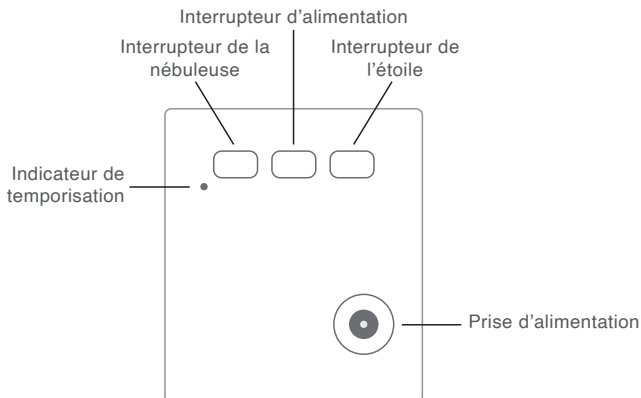 Interrupteur d’alimentation
Interrupteur de la
nébuleuse
Interrupteur de
l’étoile
Indicateur de
temporisation
Prise d’alimentation